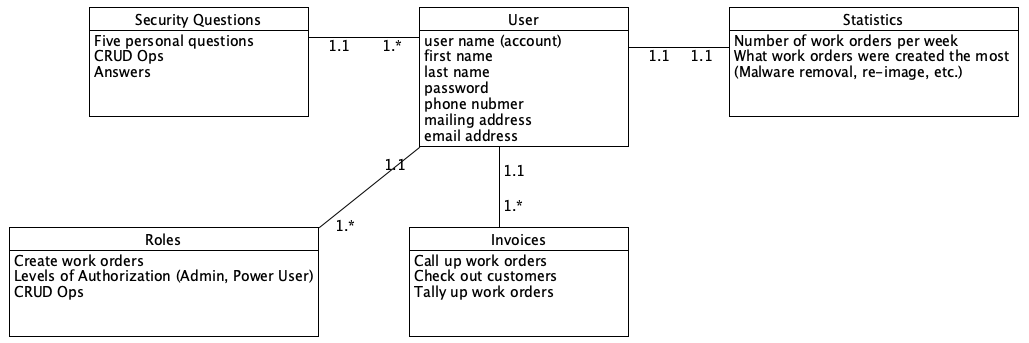 Security Questions
Five personal questions
CRUD Ops
Answers
1.1
1.*
User
user name (account)
first name
last name
password
phone nubmer
mailing address
email address
1.1
1.1
Statistics
Number of work orders per week
What work orders were created the most
(Malware removal, re-image, etc.)
1.1
1.*
1.1
1.*
Roles
Create work orders
Levels of Authorization (Admin, Power User)
CRUD Ops
Invoices
Call up work orders
Check out customers
Tally up work orders